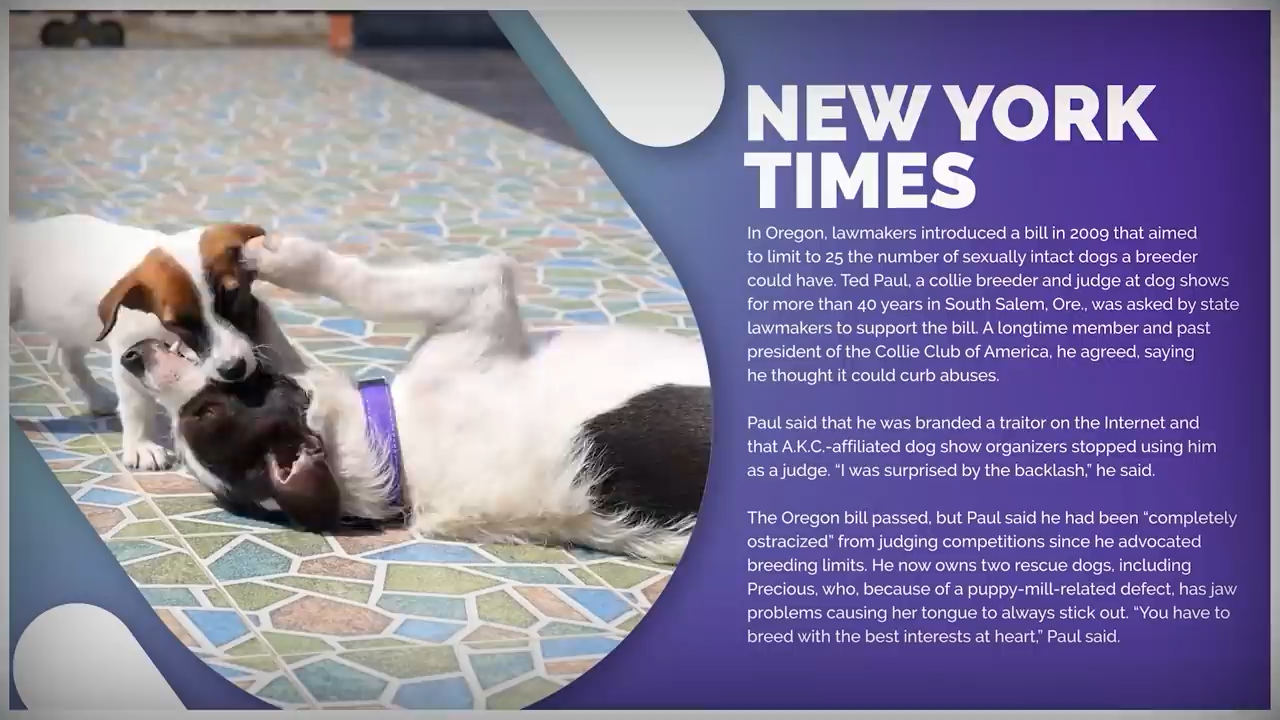 NEW YORK
TIMES
In Oregon, lawmakers introduced a bill in 2009 that aimed
to limit to 25 the number of sexually intact dogs a breeder
could have. Ted Paul, a collie breeder and judge at dog shows
for more than 40 years in South Salem, Ore., was asked by state
lawmakers to support the bill. A longtime member and past
president of the Collie Club of America, he agreed, saying
he thought it could curb abuses.
Paul said that he was branded a traitor on the Internet and
that A.K.C.-affiliated dog show organizers stopped using him
as a judge. “I was surprised by the backlash,” he said.
The Oregon bill passed, but Paul said he had been “completely
ostracized” from judging competitions since he advocated
breeding limits. He now owns two rescue dogs, including
Precious, who, because of a puppy-mill-related defect, has jaw
problems causing her tongue to always stick out. “You have to
breed with the best interests at heart,” Paul said.